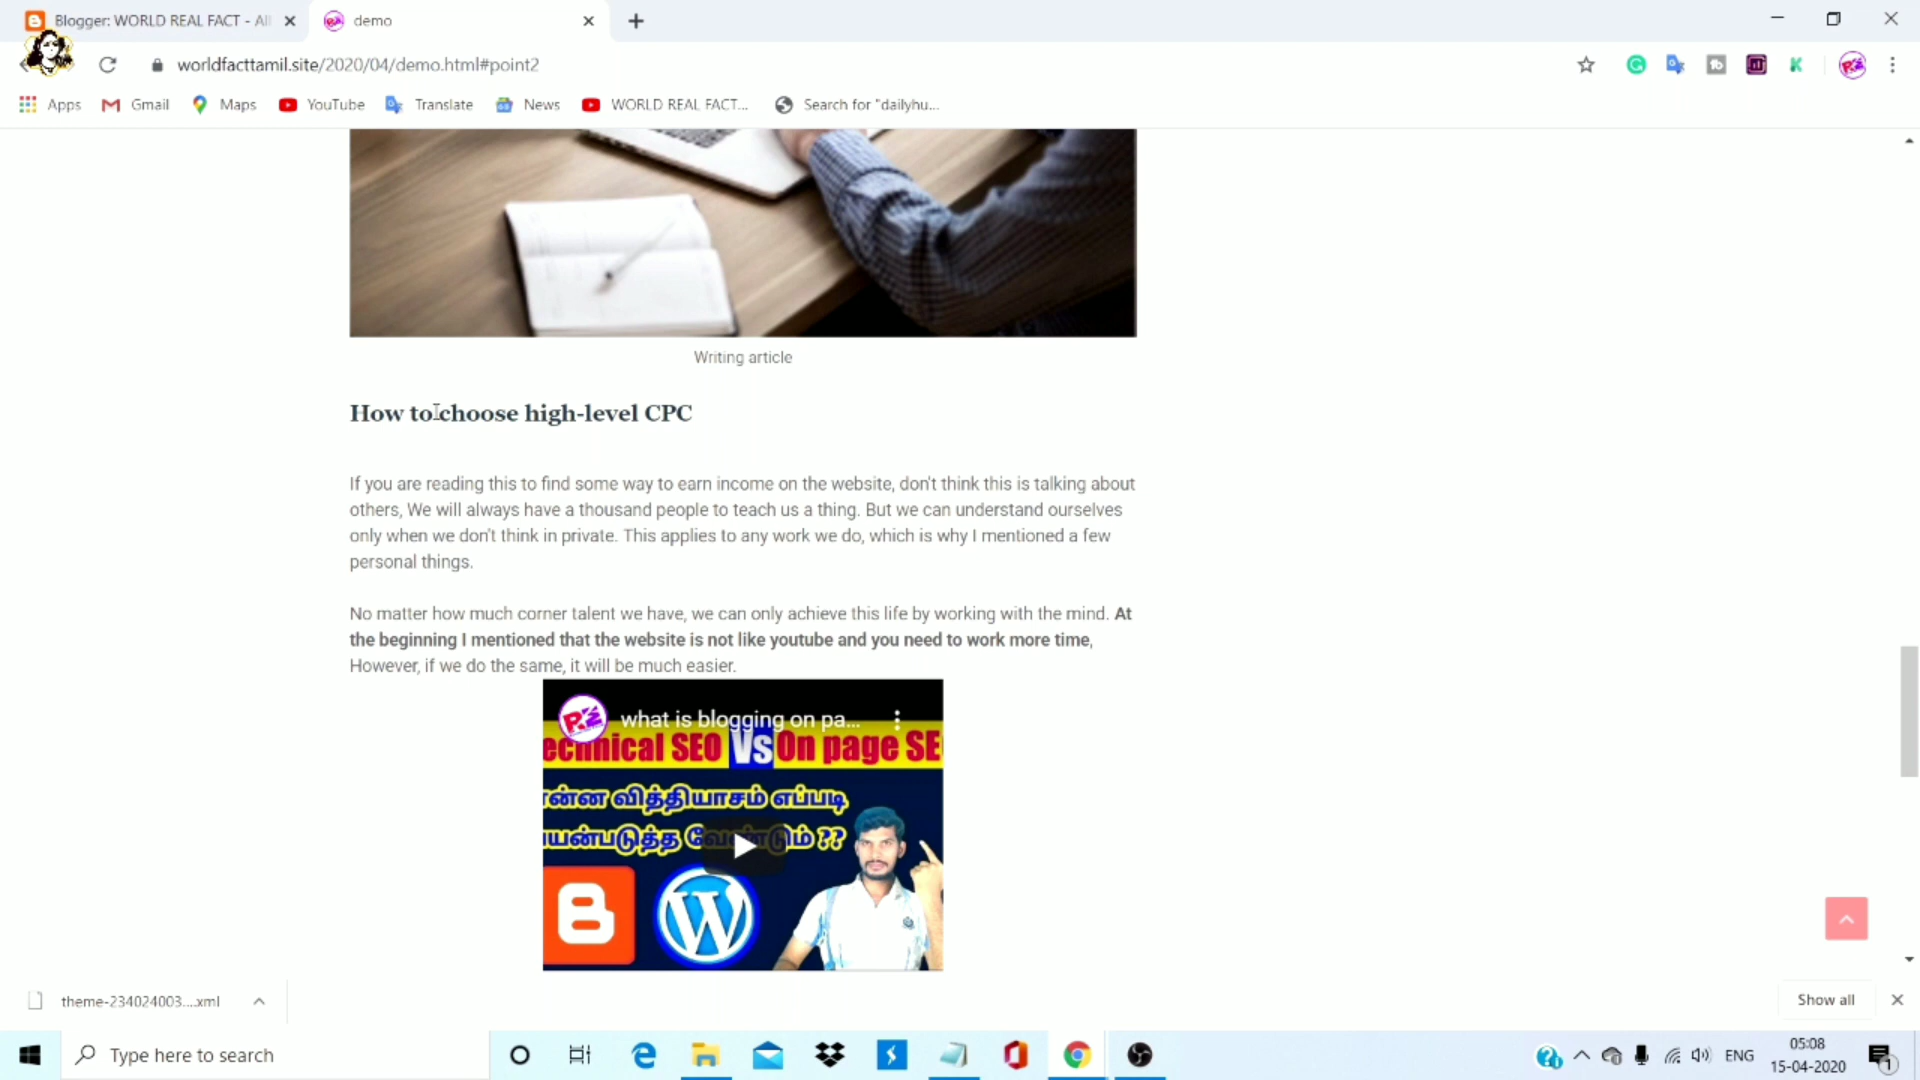 Blogger: WORLD REAL FACT - All
demo
worldfacttamil.site/2020/04/demo.html#point2
Apps
Gmail
Maps
YouTube
Translate
News
WORLD REAL FACT...
Search for "dailyhu...
Writing article
How to choose high-level CPC
If you are reading this to find some way to earn income on the website, don't think this is talking about
others, We will always have a thousand people to teach us a thing. But we can understand ourselves
only when we don't think in private. This applies to any work we do, which is why I mentioned a few
personal things.
No matter how much corner talent we have, we can only achieve this life by working with the mind. At
the beginning I mentioned that the website is not like youtube and you need to work more time,
However, if we do the same, it will be much easier.
what is blogging on pa...
echnical SEO Vs On page SE
ன்ன வித்தியாசம் எப்படி
யன்படுத்த வேண்டும் ??
theme-234024003....xml
Show all
Type here to search
ENG
05:08
15-04-2020
1